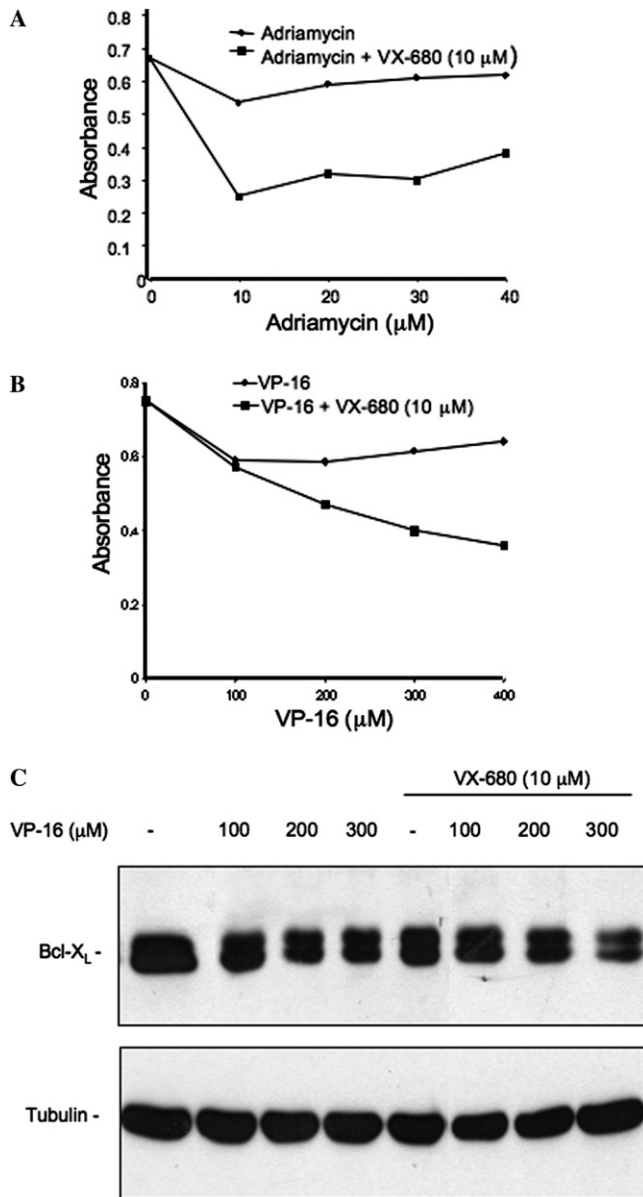 A
0.8
0.7
0.6
0.5
0.4
0.3
0.2
0.1
0
Absorbance
Adriamycin
Adriamycin + VX-680 (10 μM)
0 10 20 30 40
Adriamycin (μM)
B
0.8
0.6
0.4
0.2
0
Absorbance
VP-16
VP-16 + VX-680 (10 μM)
0 100 200 300 400
VP-16 (μM)
C
VX-680 (10 μM)
VP-16 (μM) - 100 200 300 - 100 200 300
Bcl-XL -
Tubulin -